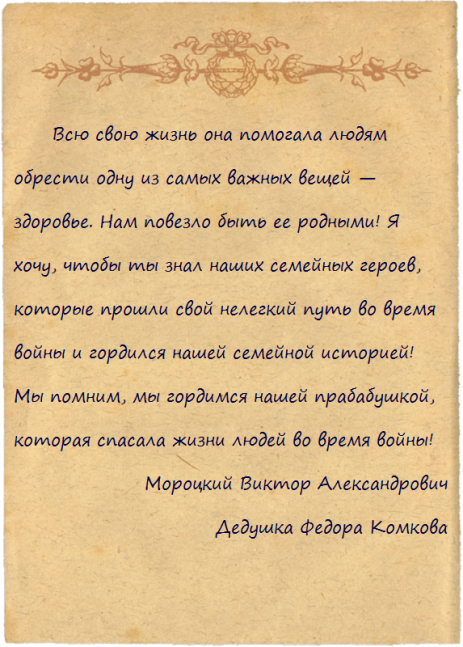 Всю свою жизнь она помогала людям
обрести одну из самых важных вещей —
здоровье. Нам повезло быть ее родными! Я
хочу, чтобы ты знал наших семейных героев,
которые прошли свой нелегкий путь во время
войны и гордился нашей семейной историей!
Мы помним, мы гордимся нашей прабабушкой,
которая спасала жизни людей во время войны!
Мороцкий Виктор Александрович
Дедушка Федора Комкова